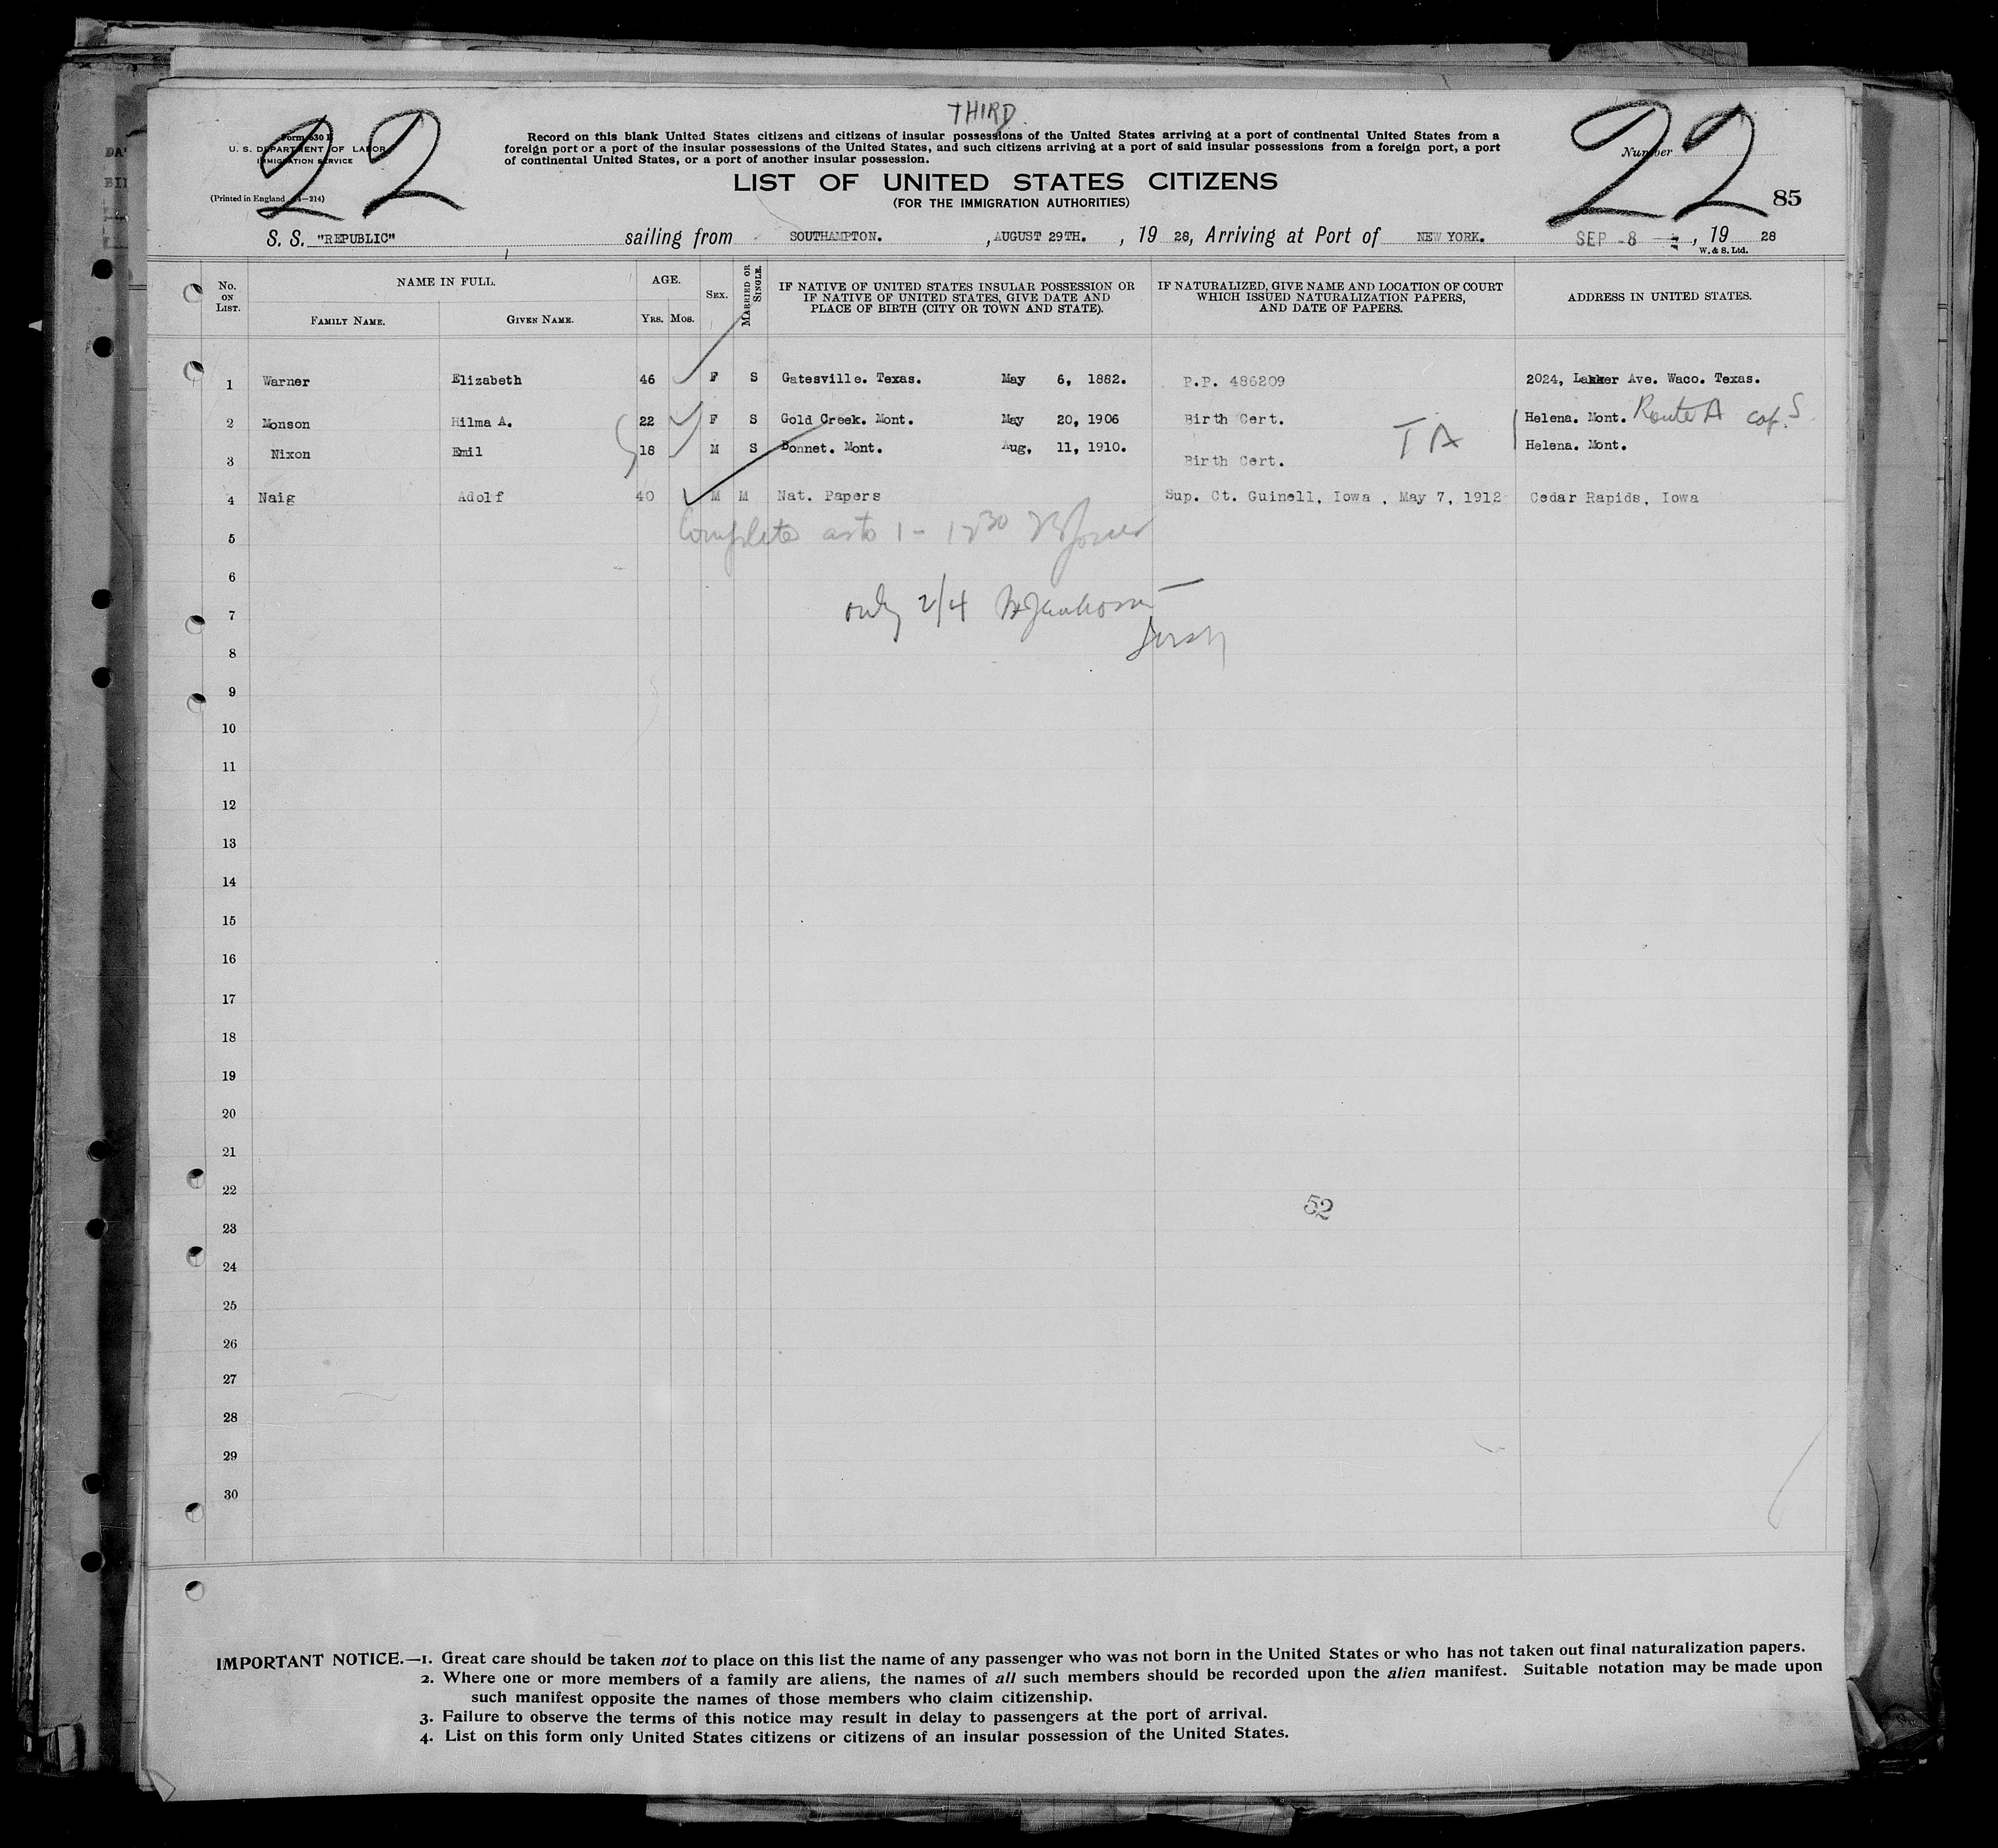 THIRD
22
22
Form 630 B
U. S. DEPARTMENT OF LABOR
IMMIGRATION SERVICE
(Printed in England
Record on this blank United States citizens and citizens of insular possessions of the United States arriving at a port of continental United States from a
foreign port or a port of the insular possessions of the United States, and such citizens arriving at a port of said insular possessions from a foreign port, a port
of continental United States, or a port of another insular possession.
Number
LIST OF UNITED STATES CITIZENS
(FOR THE IMMIGRATION AUTHORITIES)
85
S. S. "REPUBLIC" sailing from SOUTHAMPTON. , AUGUST 29TH. , 19 28, Arriving at Port of NEW YORK. SEP -8 , 19 28
W. & S. Ltd.
No. ON LIST.
NAME IN FULL.
FAMILY NAME.
GIVEN NAME.
AGE.
YRS. MOS.
SEX.
MARRIED OR SINGLE.
IF NATIVE OF UNITED STATES INSULAR POSSESSION OR
IF NATIVE OF UNITED STATES, GIVE DATE AND
PLACE OF BIRTH (CITY OR TOWN AND STATE).
IF NATURALIZED, GIVE NAME AND LOCATION OF COURT
WHICH ISSUED NATURALIZATION PAPERS,
AND DATE OF PAPERS.
ADDRESS IN UNITED STATES.
1 Warner Elizabeth 46 F S Gatesville. Texas. May 6, 1882. P.P. 486209 2024, Ave. Waco. Texas.
2 Monson Hilma A. 22 F S Gold Creek. Mont. May 20, 1906 Birth Cert. Helena. Mont. Route A
3 Nixon Emil 18 M S Bonnet. Mont. Aug, 11, 1910. Birth Cert. T A Helena. Mont.
4 Naig Adolf 40 M M Nat. Papers Sup. Ct. Guinell, Iowa , May 7, 1912 Cedar Rapids, Iowa
5 Complete as to 1 -
6
7 only 2/4
8
9
10
11
12
13
14
15
16
17
18
19
20
21
22
52
23
24
25
26
27
28
29
30
IMPORTANT NOTICE.—1. Great care should be taken not to place on this list the name of any passenger who was not born in the United States or who has not taken out final naturalization papers.
2. Where one or more members of a family are aliens, the names of all such members should be recorded upon the alien manifest. Suitable notation may be made upon
such manifest opposite the names of those members who claim citizenship.
3. Failure to observe the terms of this notice may result in delay to passengers at the port of arrival.
4. List on this form only United States citizens or citizens of an insular possession of the United States.